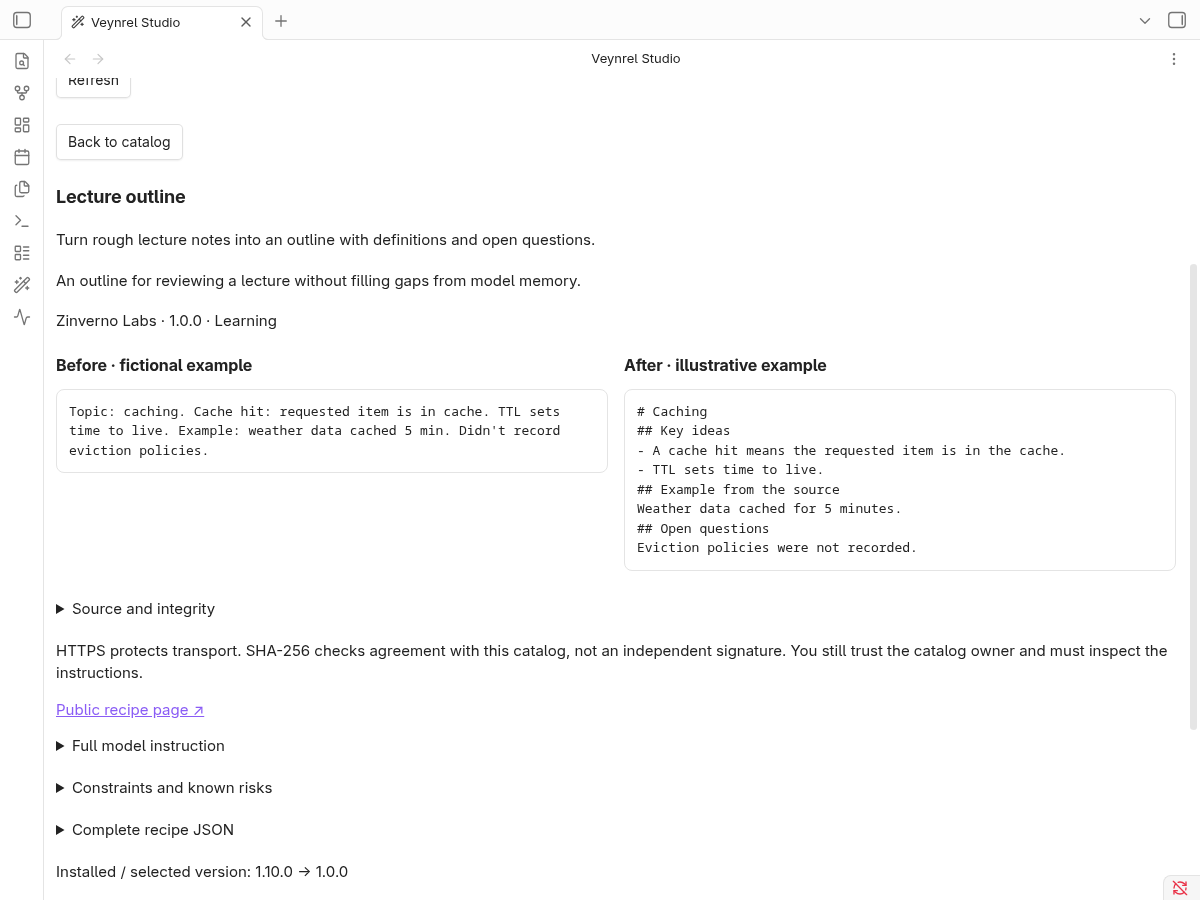 Veynrel Studio
Veynrel Studio
Refresh
Back to catalog
Lecture outline
Turn rough lecture notes into an outline with definitions and open questions.
An outline for reviewing a lecture without filling gaps from model memory.
Zinverno Labs · 1.0.0 · Learning
Before · fictional example
Topic: caching. Cache hit: requested item is in cache. TTL sets
time to live. Example: weather data cached 5 min. Didn't record
eviction policies.
After · illustrative example
# Caching
## Key ideas
- A cache hit means the requested item is in the cache.
- TTL sets time to live.
## Example from the source
Weather data cached for 5 minutes.
## Open questions
Eviction policies were not recorded.
Source and integrity
HTTPS protects transport. SHA-256 checks agreement with this catalog, not an independent signature. You still trust the catalog owner and must inspect the
instructions.
Public recipe page ↗
Full model instruction
Constraints and known risks
Complete recipe JSON
Installed / selected version: 1.10.0 → 1.0.0